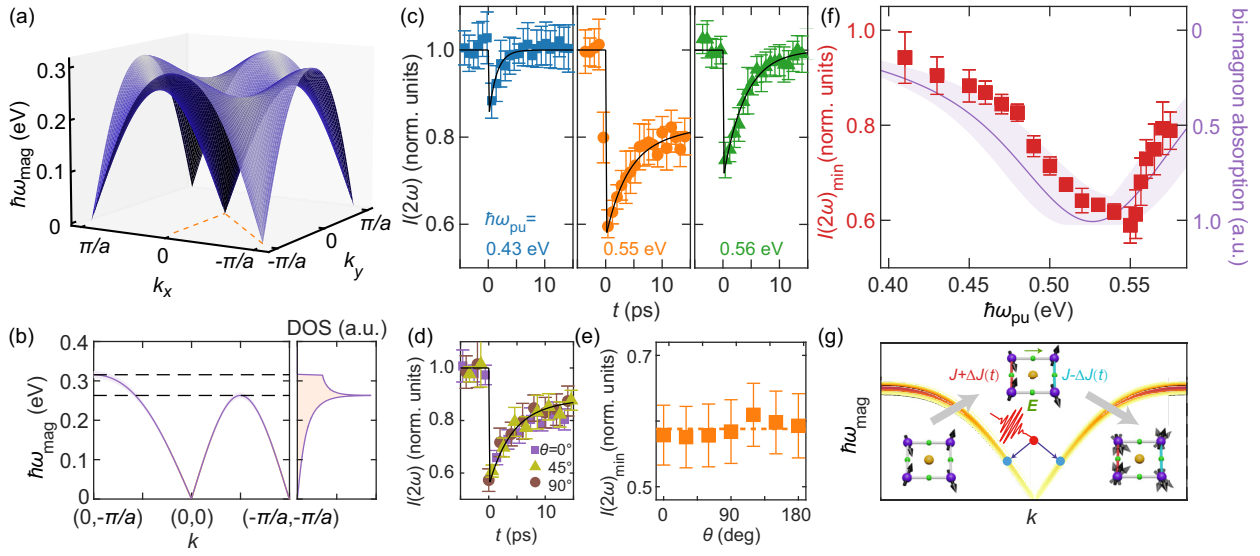 (a)
ħω_mag (eV)
0.3
0.2
0.1
0
π/a
0
-π/a
k_x
-π/a
0
π/a
k_y
(b)
DOS (a.u.)
ħω_mag (eV)
0.4
0.3
0.2
0.1
0
(0,-π/a)
(0,0)
(-π/a,-π/a)
k
(c)
I(2ω) (norm. units)
1.0
0.8
0.6
ħω_pu=
0.43 eV
0.55 eV
0.56 eV
0
10
0
10
0
10
t (ps)
(d)
I(2ω) (norm. units)
1.0
0.8
0.6
θ=0°
45°
90°
0
10
t (ps)
(e)
I(2ω)_min (norm. units)
0.7
0.5
0
90
180
θ (deg)
(f)
I(2ω)_min (norm. units)
1.0
0.8
0.6
0.40
0.45
0.50
0.55
ħω_pu (eV)
0
0.5
1.0
bi-magnon absorption (a.u.)
(g)
ħω_mag
J+ΔJ(t)
J-ΔJ(t)
E
k